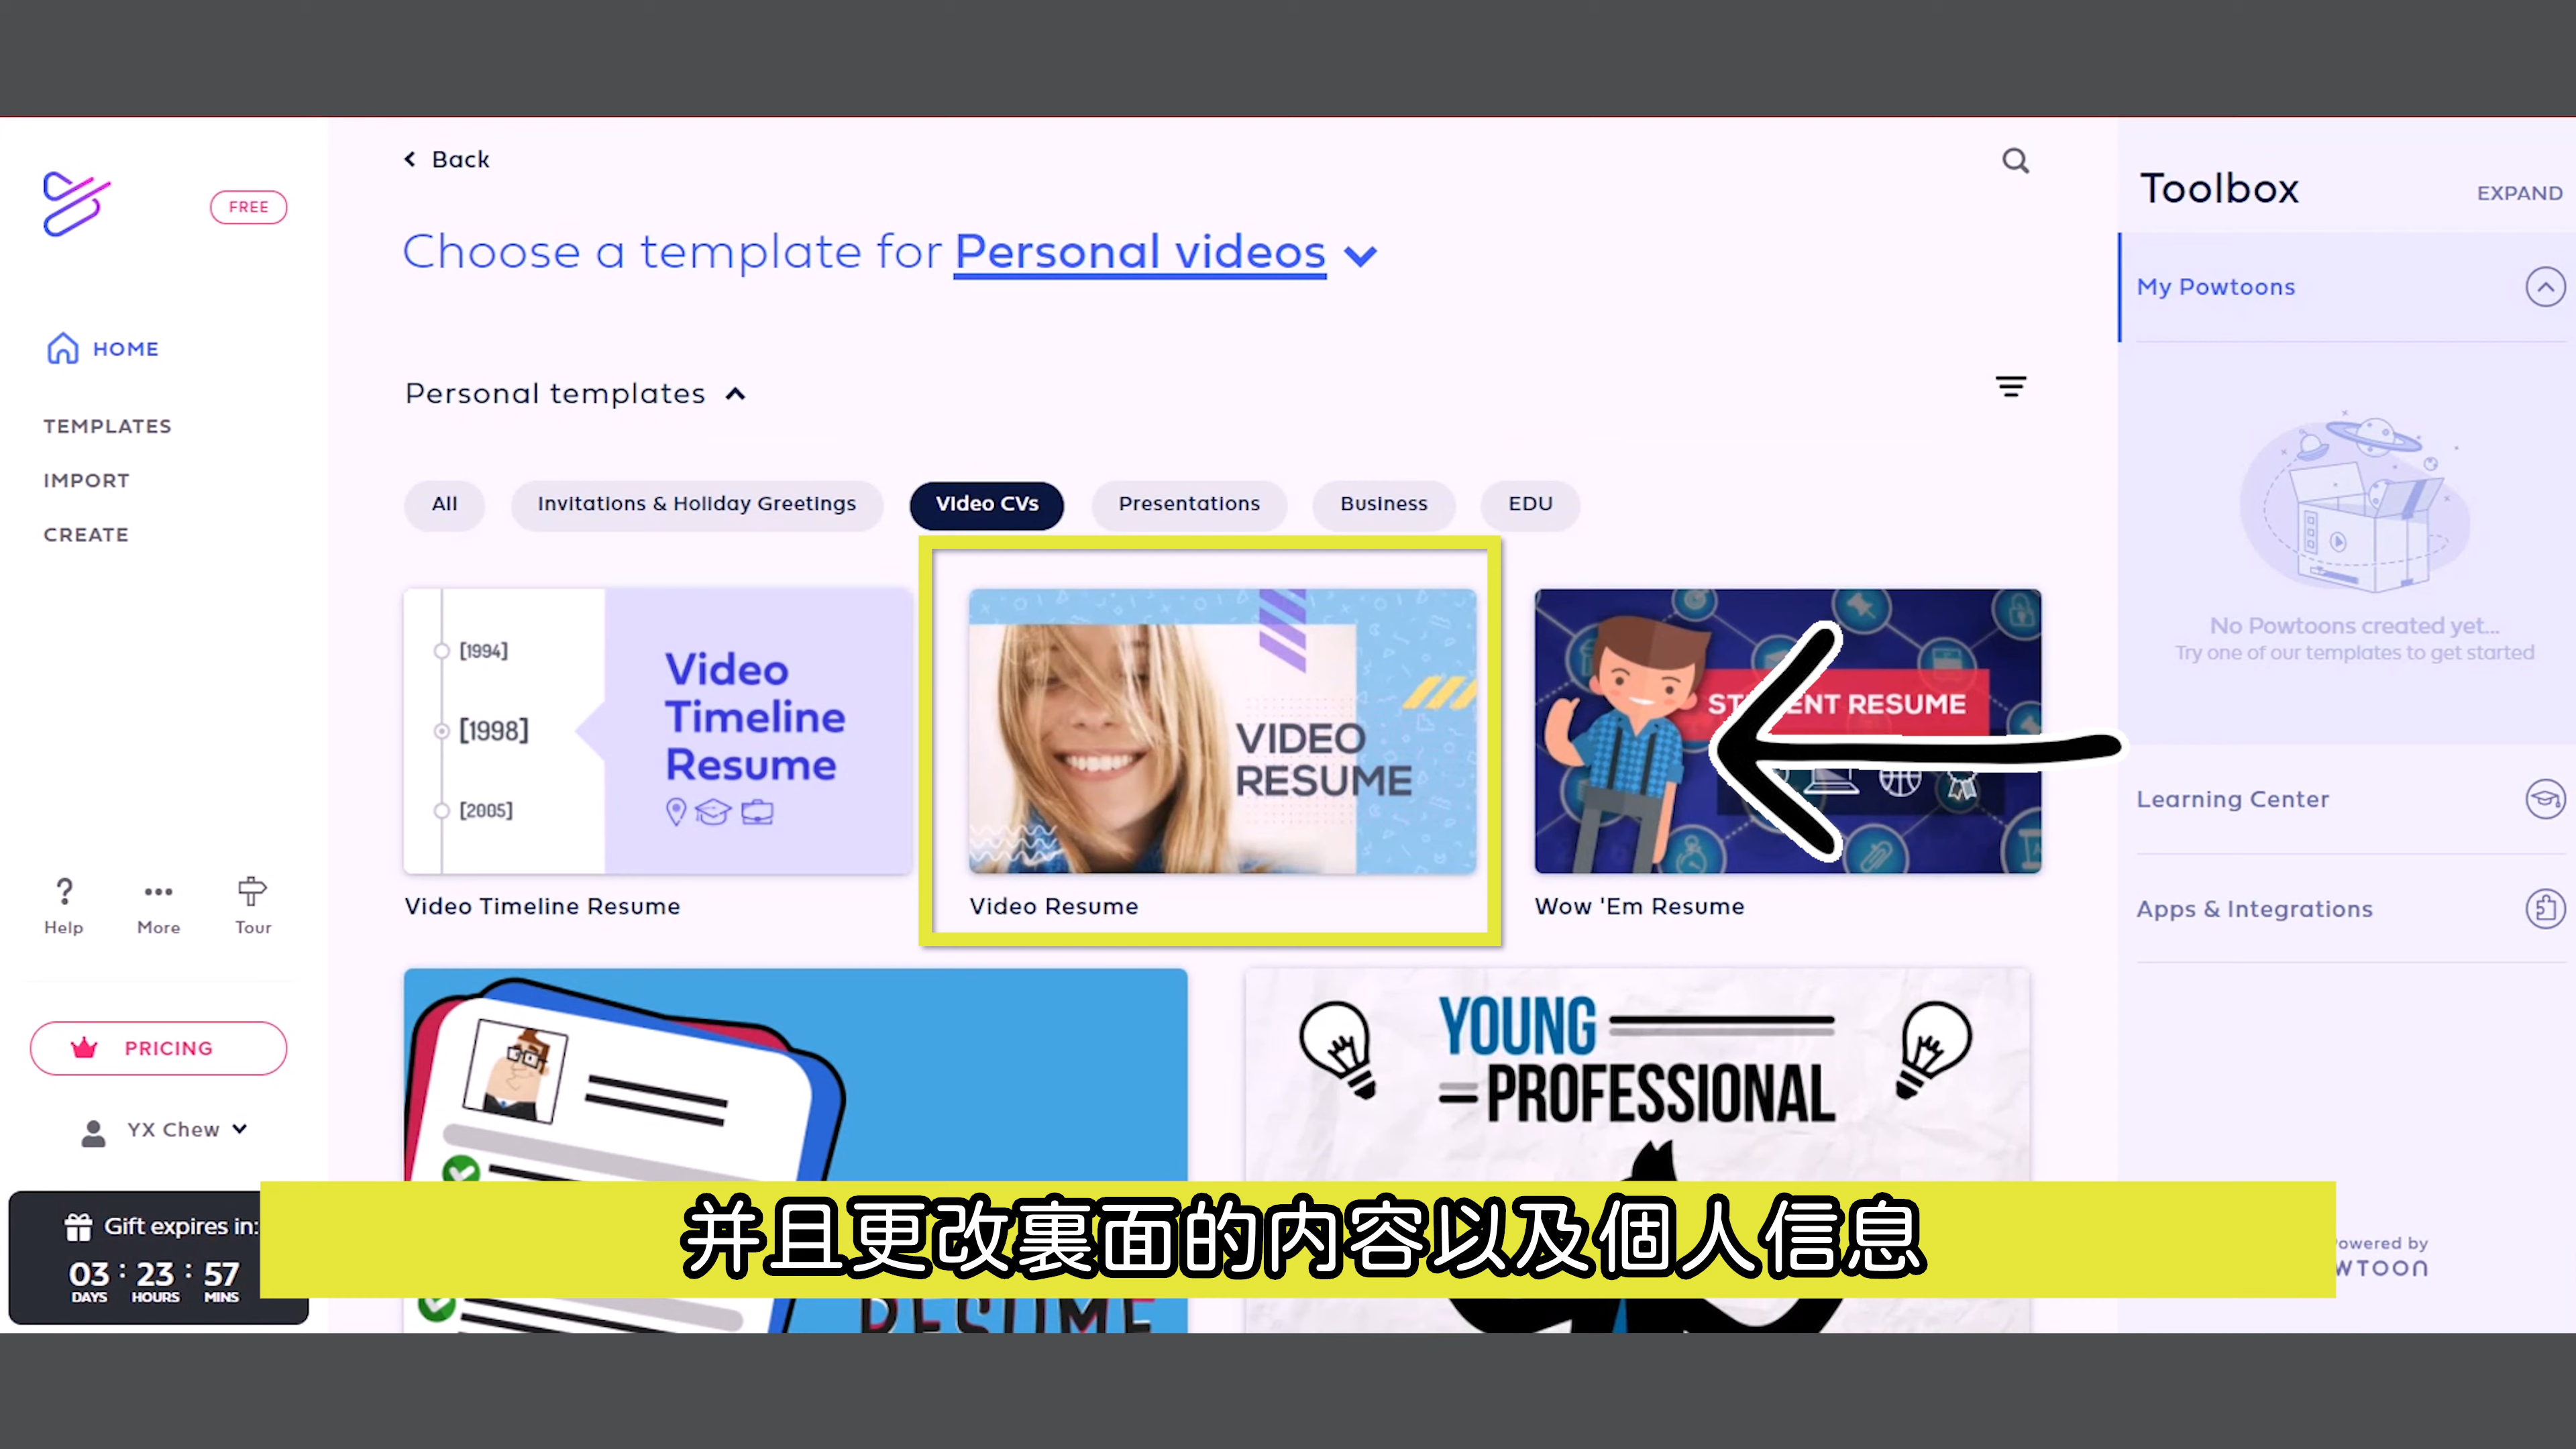 FREE
HOME
TEMPLATES
IMPORT
CREATE
Help
More
Tour
PRICING
YX Chew
Gift expires in:
03 : 23 : 57
DAYS HOURS MINS
Back
Choose a template for Personal videos
Personal templates
All
Invitations & Holiday Greetings
Video CVs
Presentations
Business
EDU
[1994]
[1998]
[2005]
Video
Timeline
Resume
Video Timeline Resume
VIDEO
RESUME
Video Resume
RESUME
Wow 'Em Resume
RESUME
YOUNG
PROFESSIONAL
并且更改裏面的内容以及個人信息
Toolbox
EXPAND
My Powtoons
No Powtoons created yet...
Try one of our templates to get started
Learning Center
Apps & Integrations
by